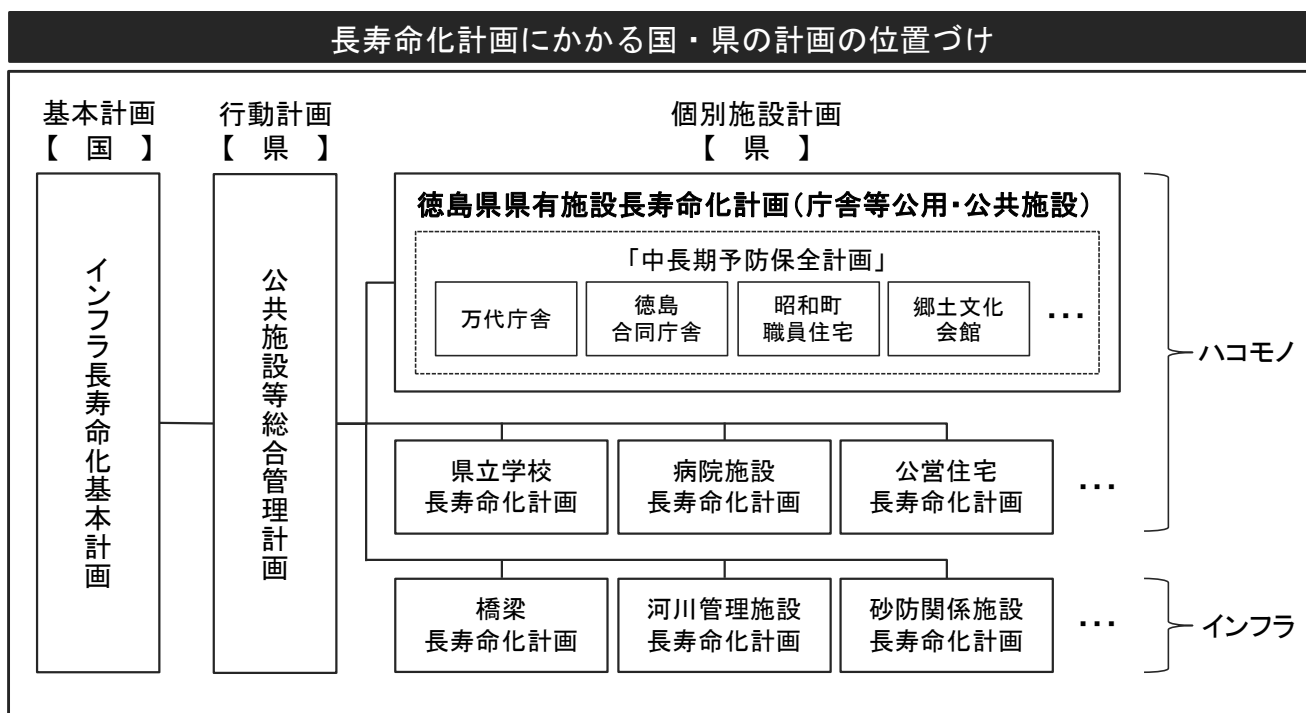 長寿命化計画にかかる国・県の計画の位置づけ
基本計画
【 国 】
行動計画
【 県 】
個別施設計画
【 県 】
インフラ長寿命化基本計画
公共施設等総合管理計画
徳島県県有施設長寿命化計画(庁舎等公用・公共施設)
「中長期予防保全計画」
万代庁舎
徳島
合同庁舎
昭和町
職員住宅
郷土文化
会館
・・・
県立学校
長寿命化計画
病院施設
長寿命化計画
公営住宅
長寿命化計画
・・・
ハコモノ
橋梁
長寿命化計画
河川管理施設
長寿命化計画
砂防関係施設
長寿命化計画
・・・
インフラ